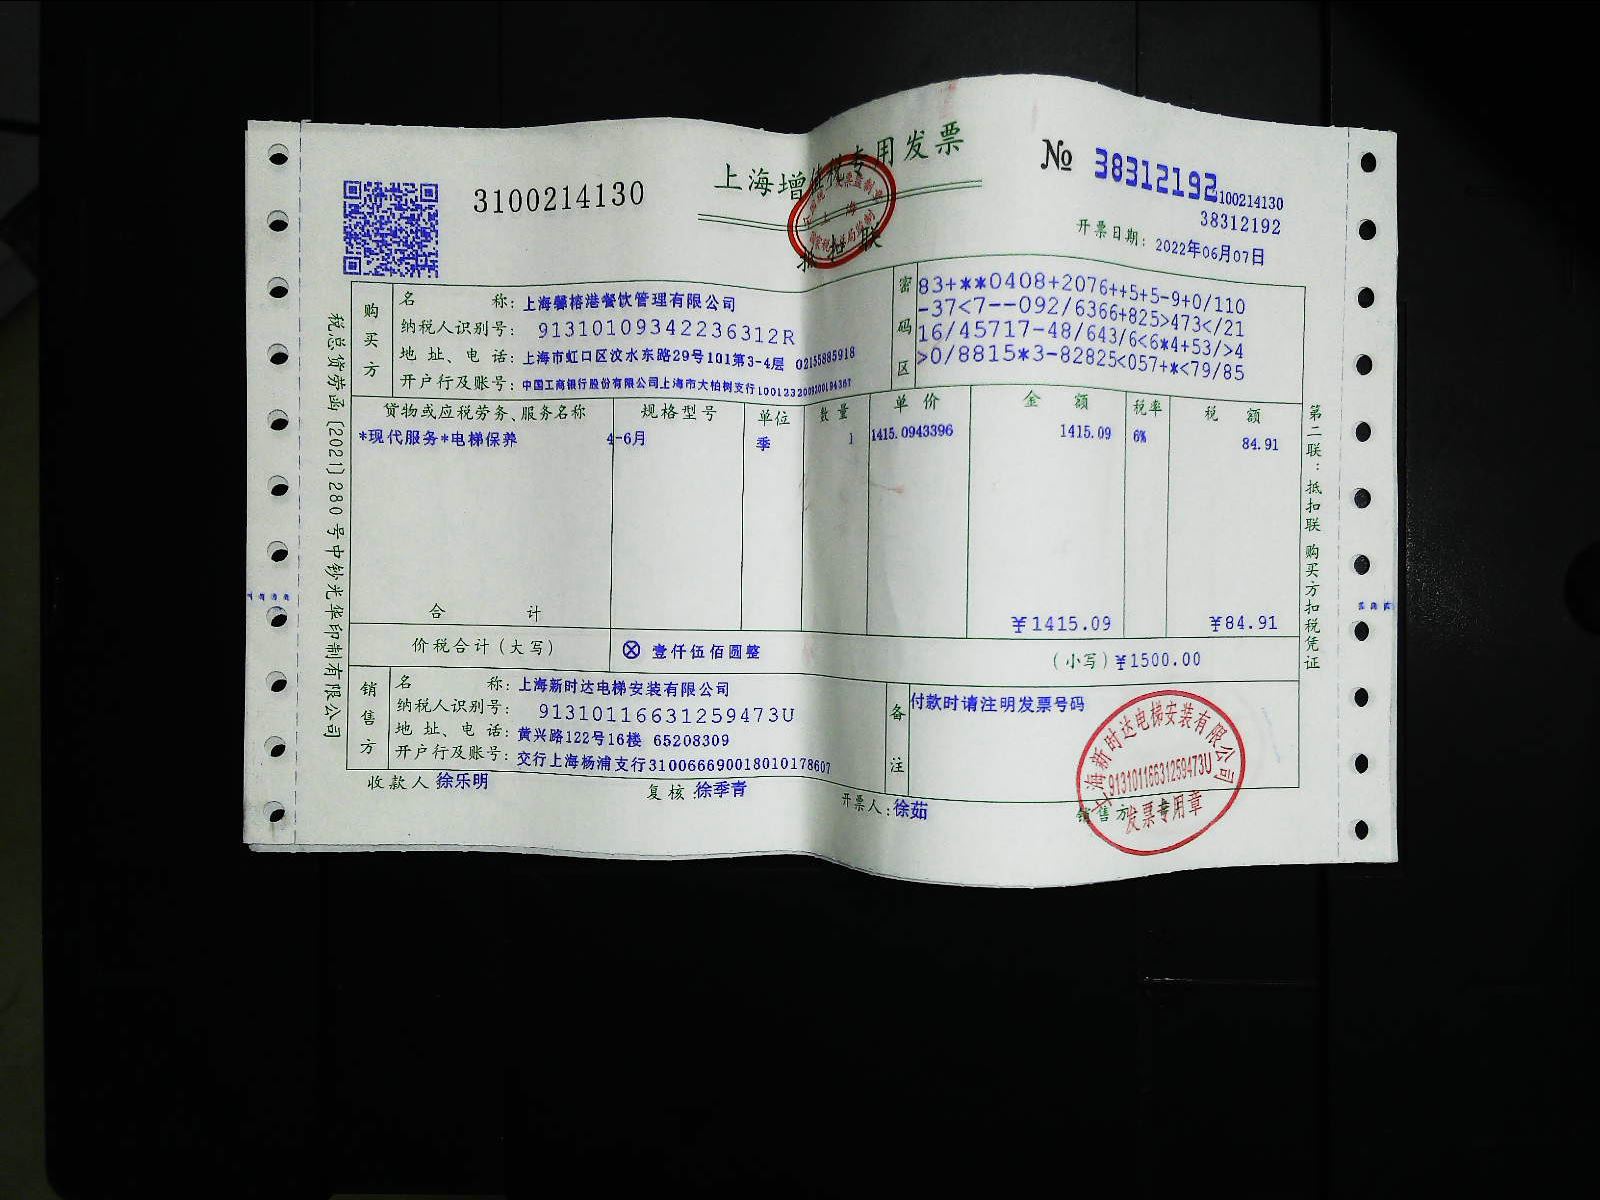 上海增值税专用发票
抵扣联
3100214130
№ 38312192
3100214130
38312192
开票日期: 2022年06月07日
税总货劳函[2021]280号中钞光华印制有限公司
购买方
名称: 上海馨榕港餐饮管理有限公司
纳税人识别号: 91310109342236312R
地址、电话: 上海市虹口区汶水东路29号101第3-4层 02155885918
开户行及账号: 中国工商银行股份有限公司上海市大柏树支行
密码区
83+**0408+2076++5+5-9+0/110
-37<7--092/6366+825>473</21
16/45717-48/643/6<6*4+53/>4
>0/8815*3-82825<057+*<79/85
货物或应税劳务、服务名称 规格型号 单位 数量 单价 金额 税率 税额
*现代服务*电梯保养 4-6月 季 1 1415.0943396 1415.09 6% 84.91
合计 ¥1415.09 ¥84.91
价税合计(大写) ⊗ 壹仟伍佰圆整 (小写) ¥1500.00
销售方
名称: 上海新时达电梯安装有限公司
纳税人识别号: 91310116631259473U
地址、电话: 黄兴路122号16楼 65208309
开户行及账号: 交行上海杨浦支行310066690018010178607
备注
付款时请注明发票号码
收款人 徐乐明 复核: 徐季青 开票人: 徐茹 销售方
上海新时达电梯安装有限公司
91310116631259473U
发票专用章
第二联:抵扣联 购买方扣税凭证